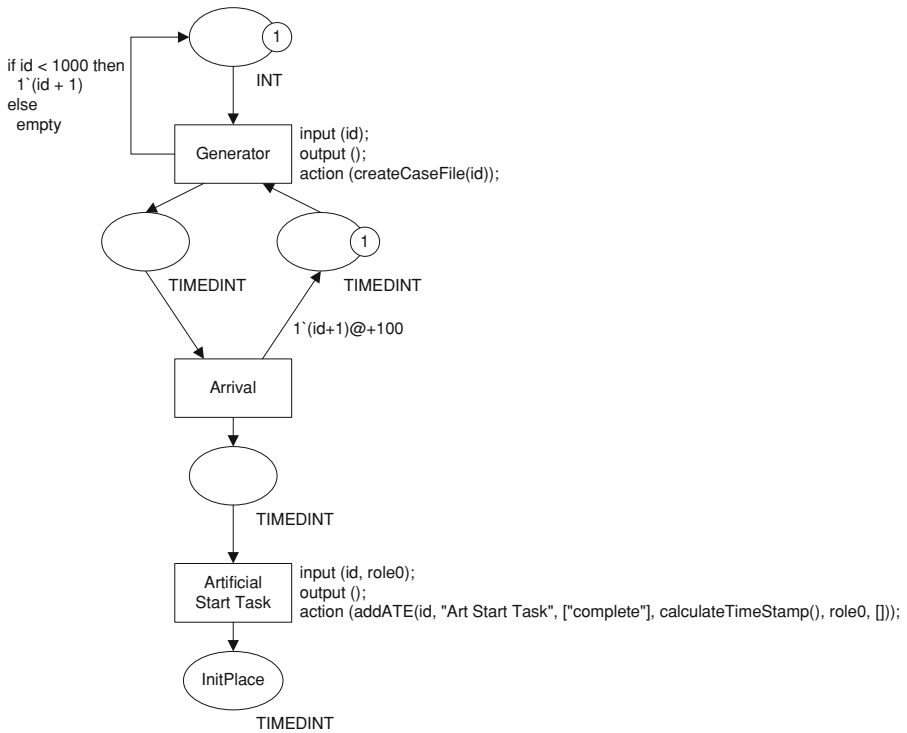 1
if id < 1000 then
1`(id + 1)
else
empty
INT
Generator
input (id);
output ();
action (createCaseFile(id));
1
TIMEDINT
TIMEDINT
1`(id+1)@+100
Arrival
TIMEDINT
Artificial
Start Task
input (id, role0);
output ();
action (addATE(id, "Art Start Task", ["complete"], calculateTimeStamp(), role0, []));
InitPlace
TIMEDINT